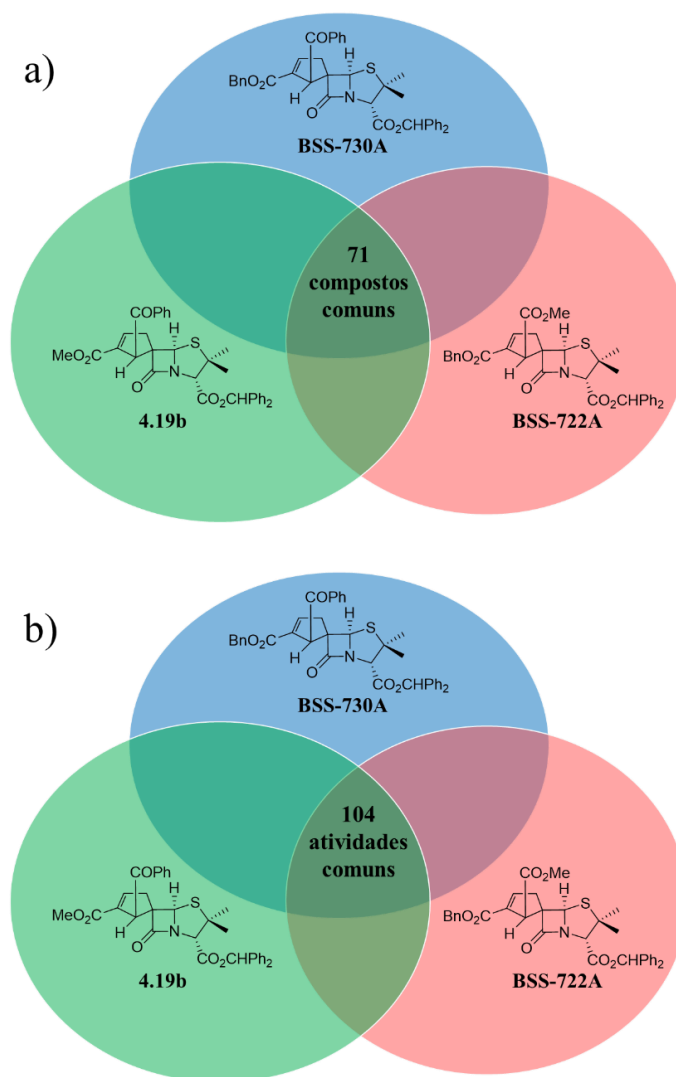 a)
COPh
H
S
BnO₂C
H
N
O
CO₂CHPh₂
BSS-730A
71
compostos
comuns
COPh
H
S
MeO₂C
H
N
O
CO₂CHPh₂
4.19b
CO₂Me
H
S
BnO₂C
H
N
O
CO₂CHPh₂
BSS-722A
b)
COPh
H
S
BnO₂C
H
N
O
CO₂CHPh₂
BSS-730A
104
atividades
comuns
COPh
H
S
MeO₂C
H
N
O
CO₂CHPh₂
4.19b
CO₂Me
H
S
BnO₂C
H
N
O
CO₂CHPh₂
BSS-722A